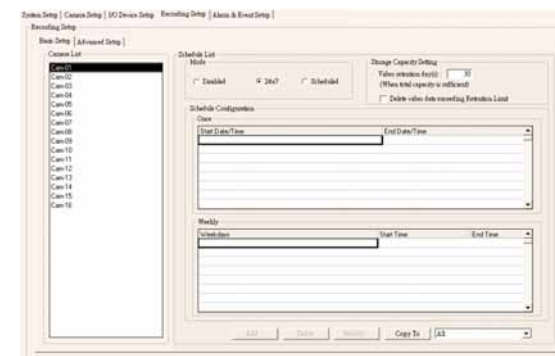 System Setup | Camera Setup | I/O Device Setup | Recording Setup | Alarm & Event Setup |
Recording Setup
Basic Setup | Advanced Setup |
Camera List
Cam-01
Cam-02
Cam-03
Cam-04
Cam-05
Cam-06
Cam-07
Cam-08
Cam-09
Cam-10
Cam-11
Cam-12
Cam-13
Cam-14
Cam-15
Cam-16
Schedule List
Mode
Disabled 24x7 Scheduled
Storage Capacity Setting
Video retention day(s) 30
(When total capacity is sufficient)
Delete video data exceeding Retention Limit
Schedule Configuration
Once
Start Date/Time End Date/Time
Weekly
Weekdays Start Time End Time
Add Delete Modify Copy To All